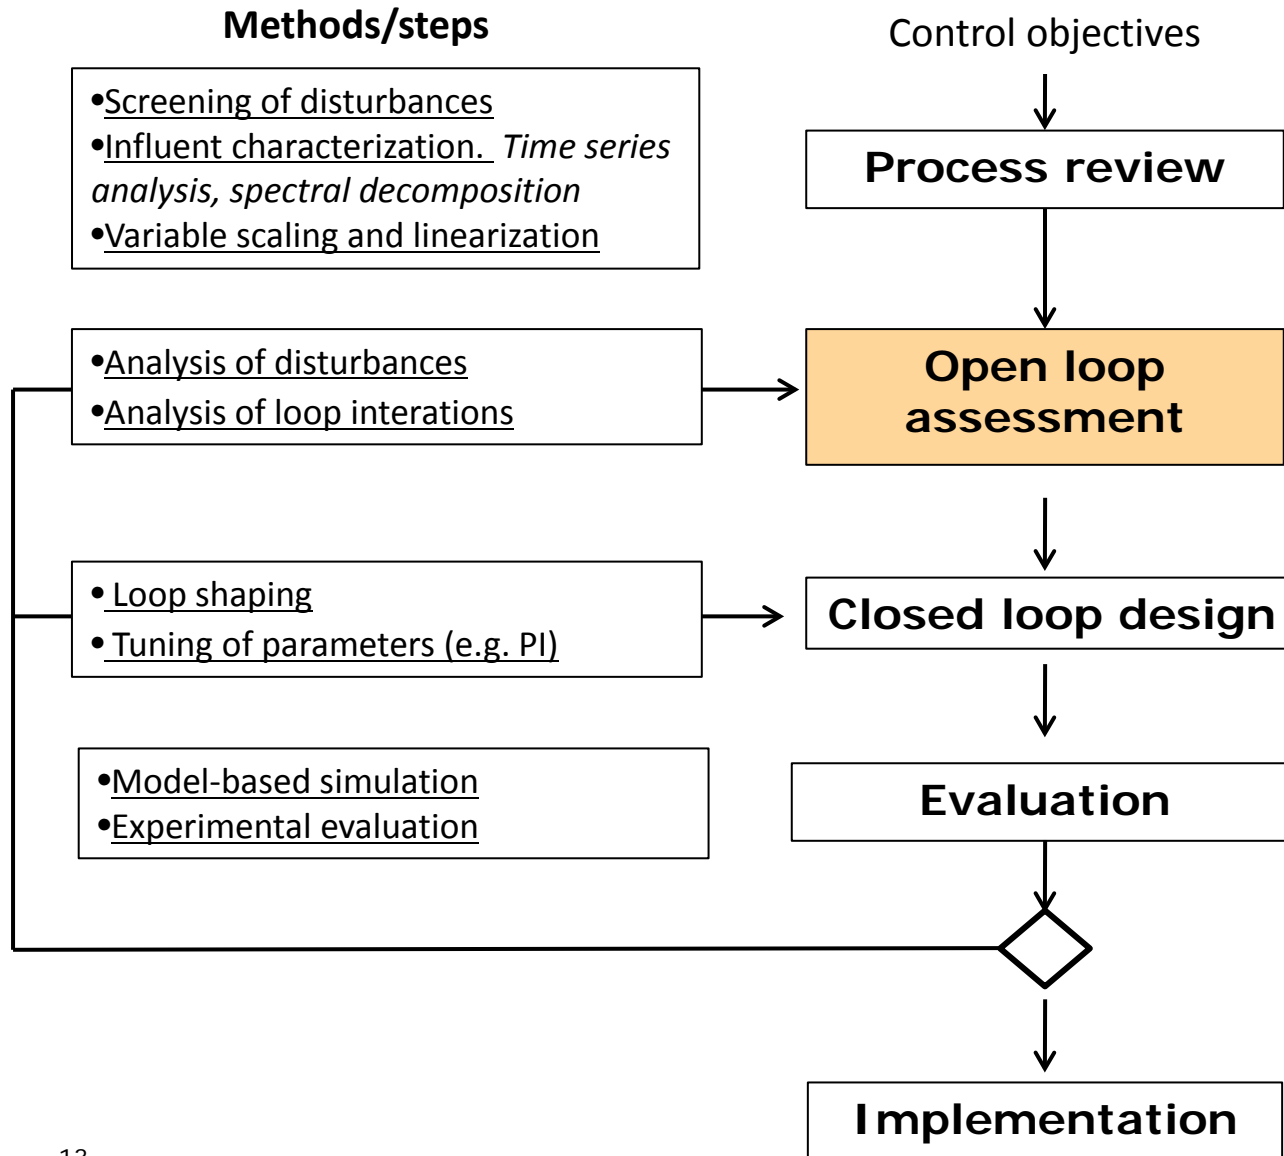 Methods/steps
Control objectives
•Screening of disturbances
•Influent characterization.  Time series
analysis, spectral decomposition
•Variable scaling and linearization
Process review
•Analysis of disturbances
•Analysis of loop interations
Open loop
assessment
• Loop shaping
• Tuning of parameters (e.g. PI)
Closed loop design
•Model-based simulation
•Experimental evaluation
Evaluation
Implementation